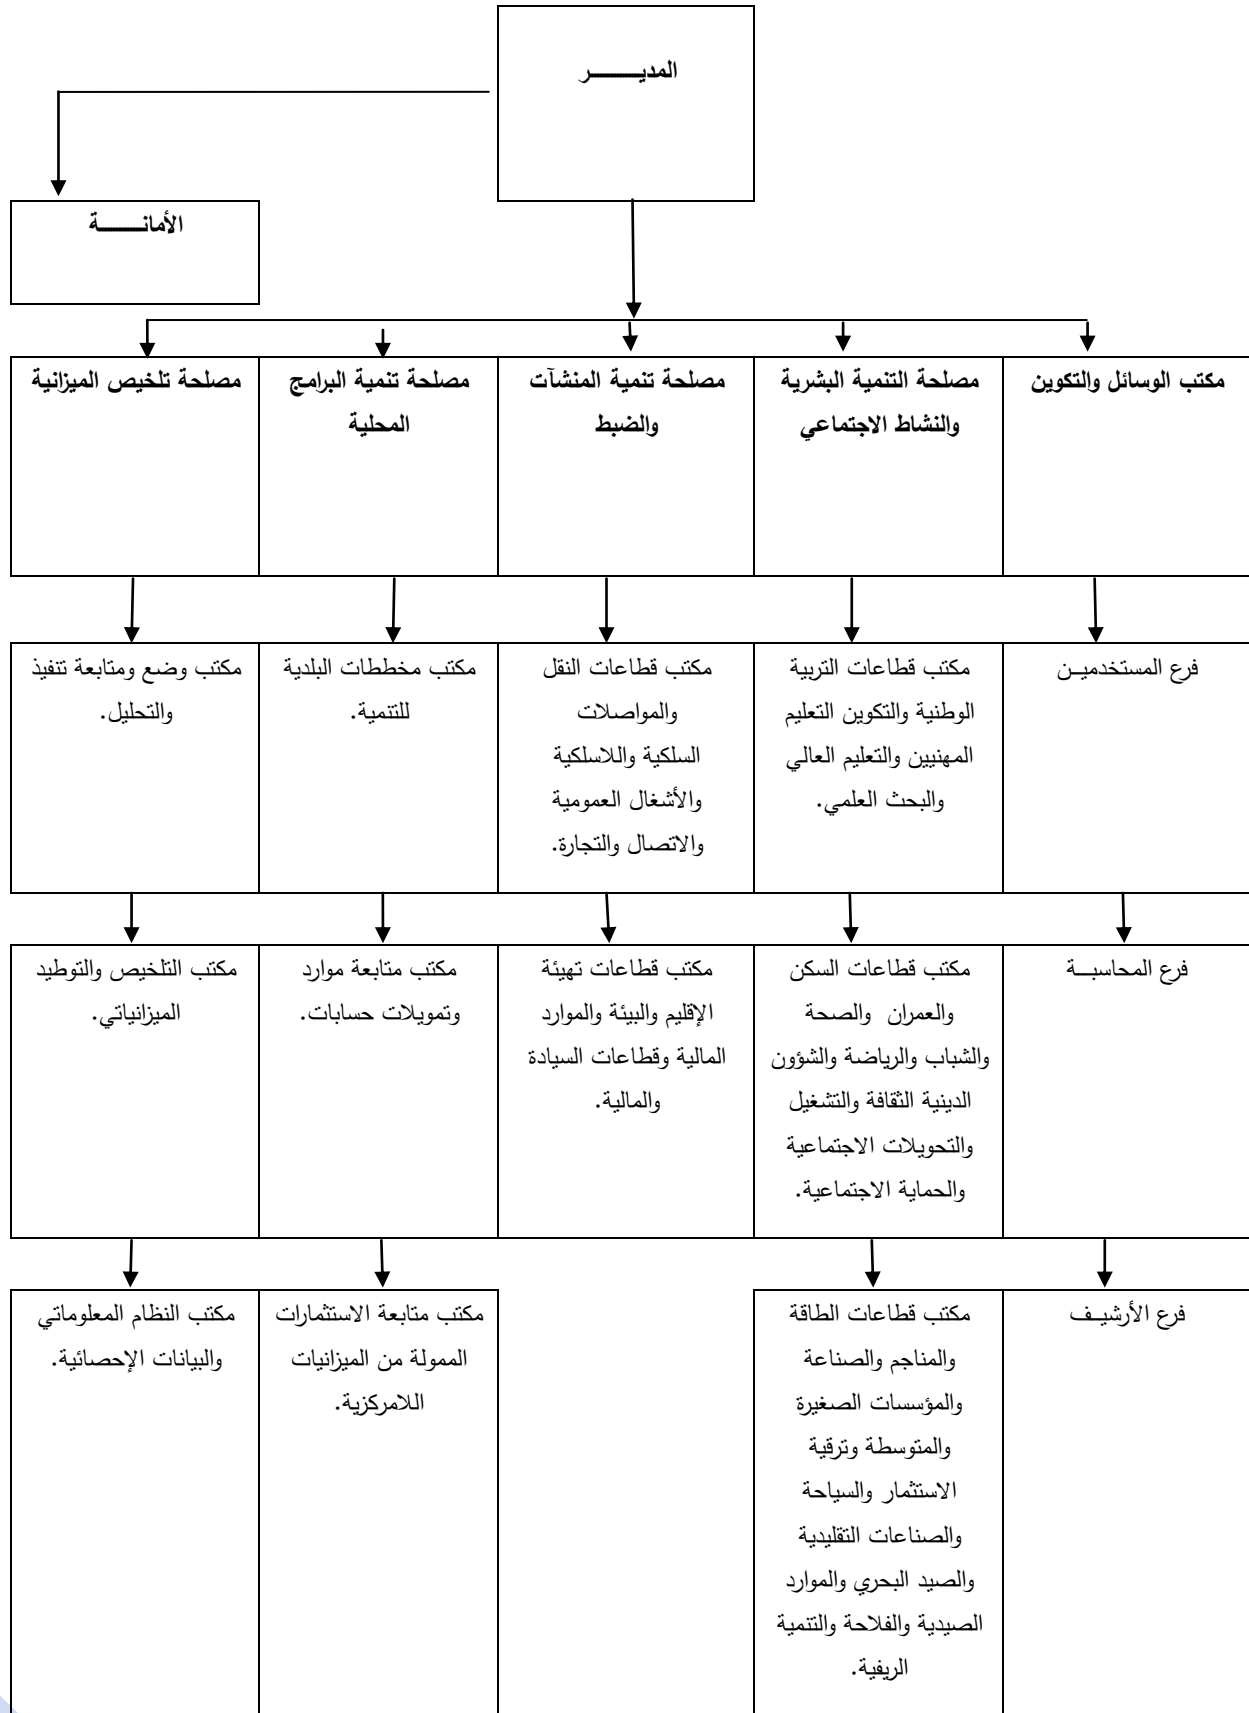 المديـــــــر
الأمانـــــــة
مكتب الوسائل والتكوين
مصلحة التنمية البشرية
والنشاط الاجتماعي
مصلحة تنمية المنشآت
والضبط
مصلحة تنمية البرامج
المحلية
مصلحة تلخيص الميزانية
فرع المستخدميـن
مكتب قطاعات التربية
الوطنية والتكوين التعليم
المهنيين والتعليم العالي
والبحث العلمي.
مكتب قطاعات النقل
والمواصلات
السلكية واللاسلكية
والأشغال العمومية
والاتصال والتجارة.
مكتب مخططات البلدية
للتنمية.
مكتب وضع ومتابعة تنفيذ
والتحليل.
فرع المحاسبــة
مكتب قطاعات السكن
والعمران والصحة
والشباب والرياضة والشؤون
الدينية الثقافة والتشغيل
والتحويلات الاجتماعية
والحماية الاجتماعية.
مكتب قطاعات تهيئة
الإقليم والبيئة والموارد
المالية وقطاعات السيادة
والمالية.
مكتب متابعة موارد
وتمويلات حسابات.
مكتب التلخيص والتوطيد
الميزانياتي.
فرع الأرشيـف
مكتب قطاعات الطاقة
والمناجم والصناعة
والمؤسسات الصغيرة
والمتوسطة وترقية
الاستثمار والسياحة
والصناعات التقليدية
والصيد البحري والموارد
الصيدية والفلاحة والتنمية
الريفية.
مكتب متابعة الاستثمارات
الممولة من الميزانيات
اللامركزية.
مكتب النظام المعلوماتي
والبيانات الإحصائية.